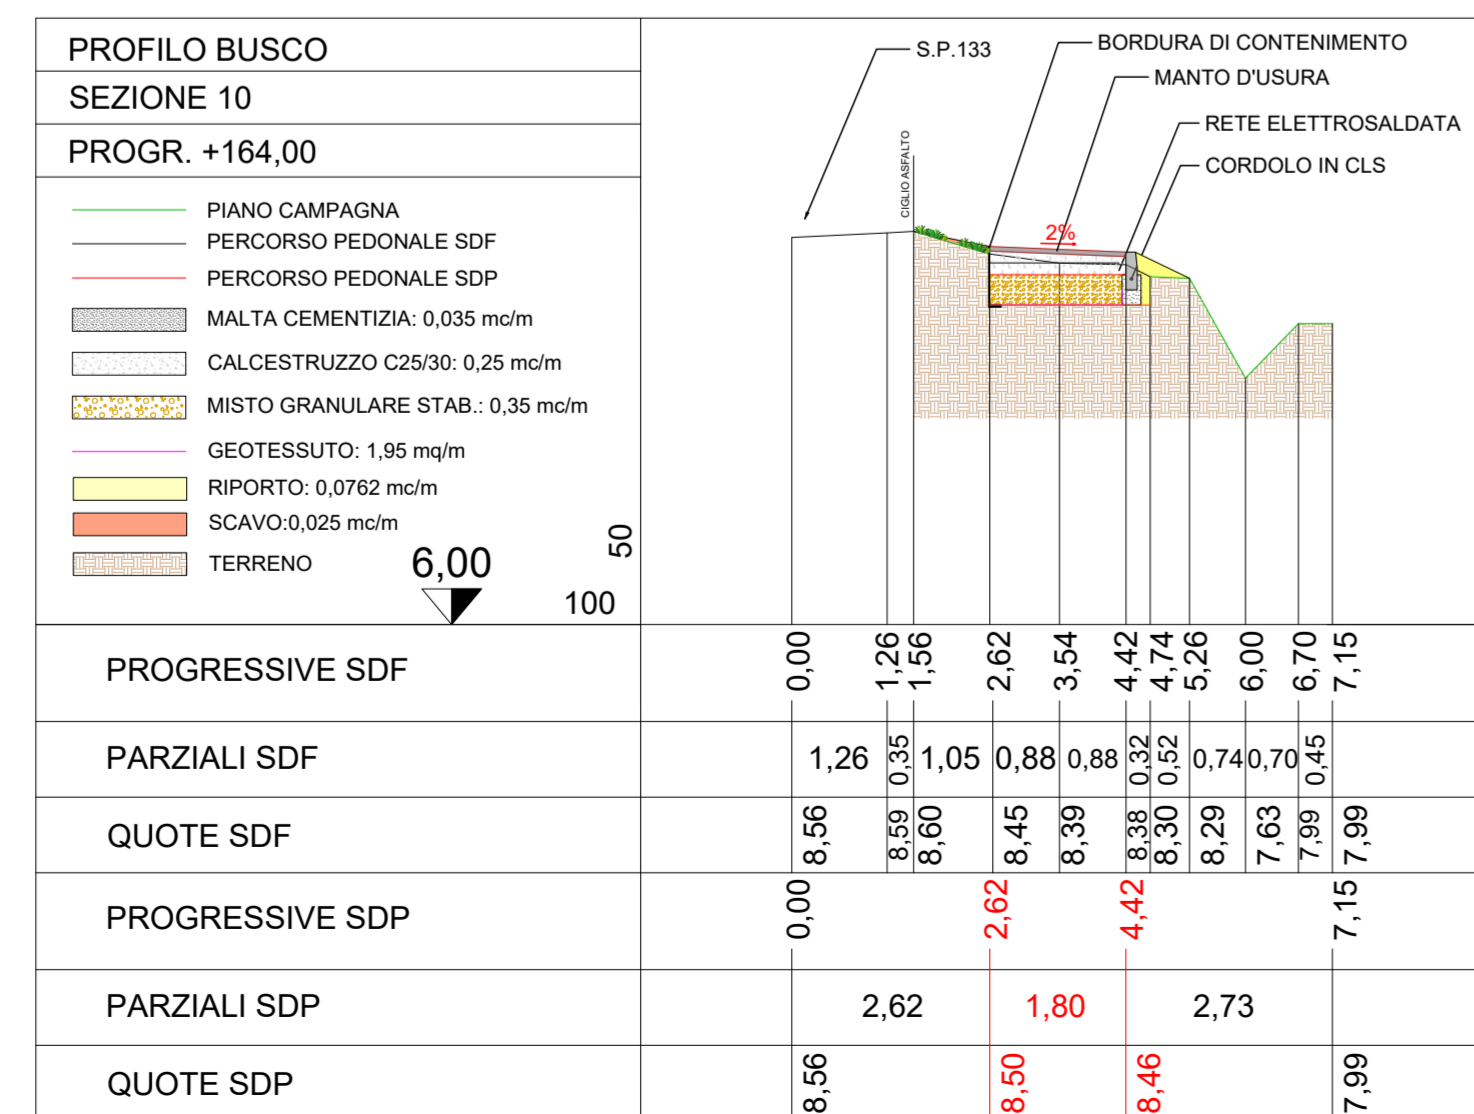 PROFILO BUSCO
SEZIONE 10
PROGR. +164,00
PIANO CAMPAGNA
PERCORSO PEDONALE SDF
PERCORSO PEDONALE SDP
MALTA CEMENTIZIA: 0,035 mc/m
CALCESTRUZZO C25/30: 0,25 mc/m
MISTO GRANULARE STAB.: 0,35 mc/m
GEOTESSUTO: 1,95 mq/m
RIPORTO: 0,0762 mc/m
SCAVO:0,025 mc/m
TERRENO
6,00
50
100
S.P.133
BORDURA DI CONTENIMENTO
MANTO D'USURA
RETE ELETTROSALDATA
CORDOLO IN CLS
CIGLIO ASFALTO
2%
PROGRESSIVE SDF 0,00 1,26 1,56 2,62 3,54 4,42 4,74 5,26 6,00 6,70 7,15
PARZIALI SDF 1,26 0,35 1,05 0,88 0,88 0,32 0,52 0,74 0,70 0,45
QUOTE SDF 8,56 8,59 8,60 8,45 8,39 8,38 8,30 8,29 7,63 7,99 7,99
PROGRESSIVE SDP 0,00 2,62 4,42 7,15
PARZIALI SDP 2,62 1,80 2,73
QUOTE SDP 8,56 8,50 8,46 7,99